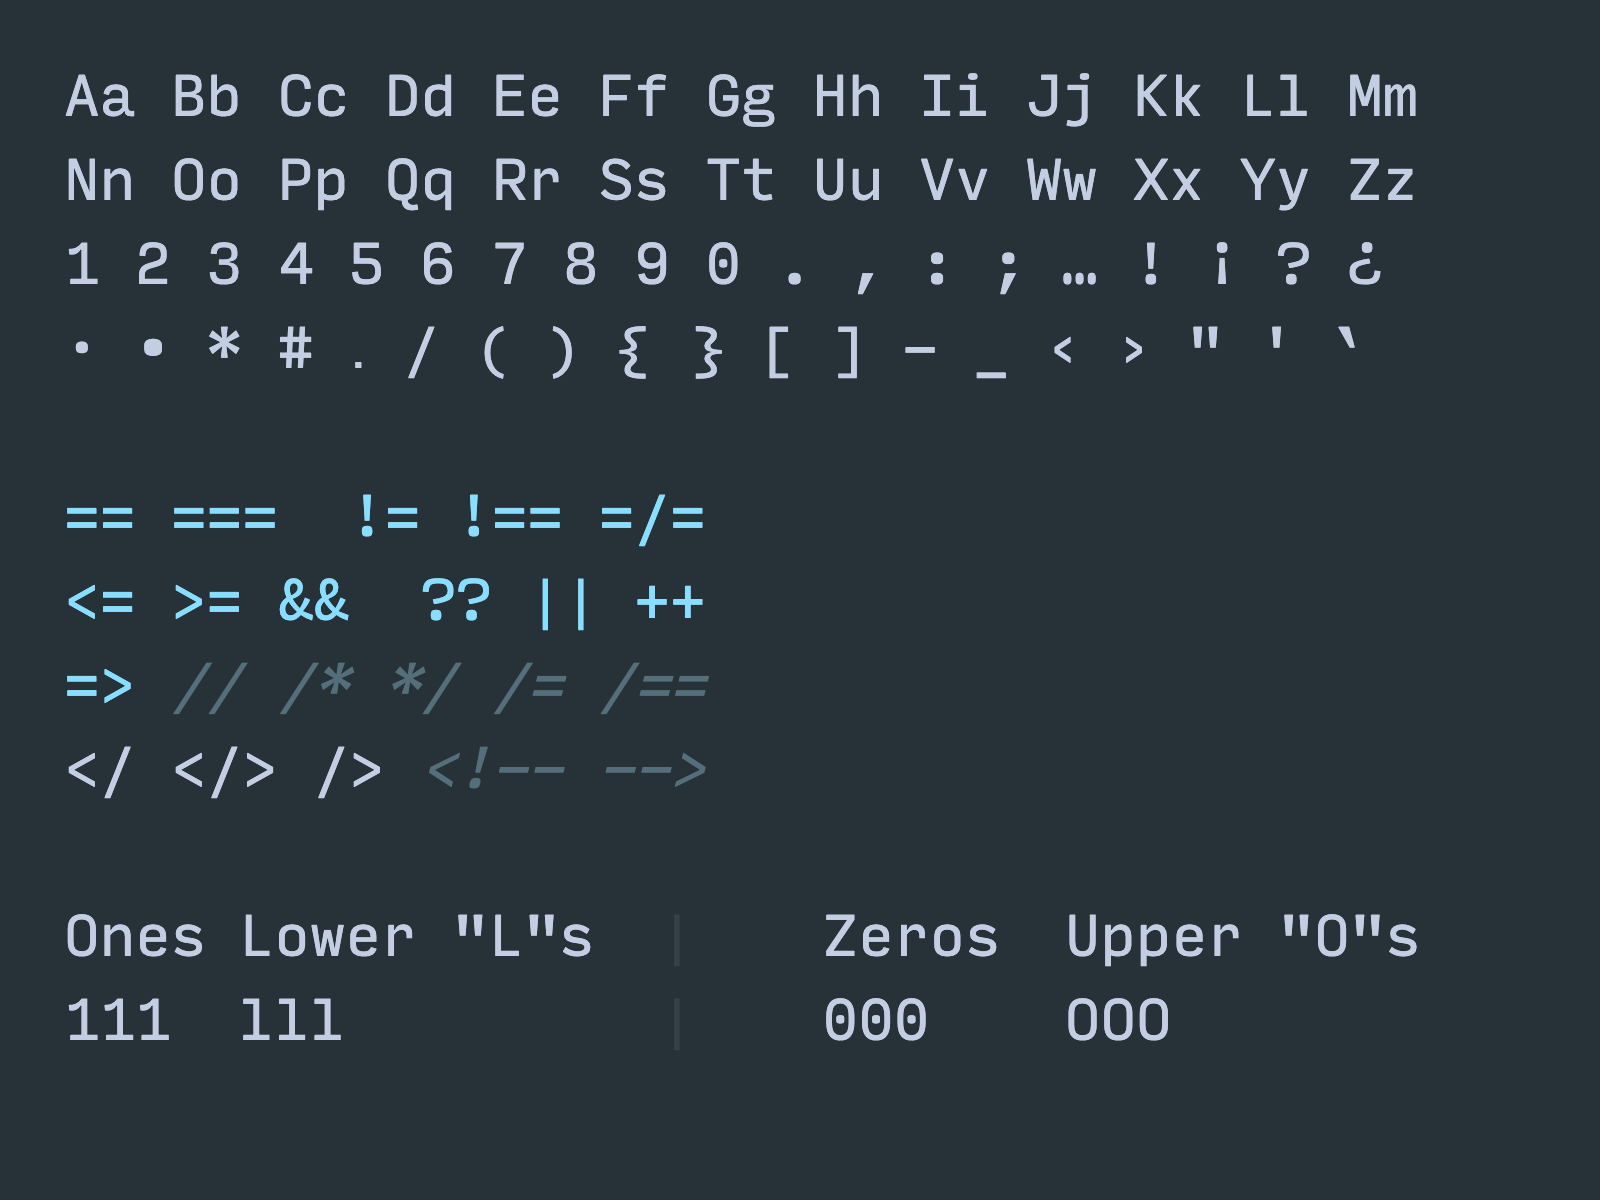 Aa Bb Cc Dd Ee Ff Gg Hh Ii Jj Kk Ll Mm
Nn Oo Pp Qq Rr Ss Tt Uu Vv Ww Xx Yy Zz
1 2 3 4 5 6 7 8 9 0 . , : ; … ! ¡ ? ¿
· • * # . / ( ) { } [ ] - _ ‹ › " ' `
== === != !== =/=
<= >= && ?? || ++
=> // /* */ /= /==
</ </> /> <!-- -->
Ones Lower "L"s | Zeros Upper "O"s
111 lll | 000 OOO